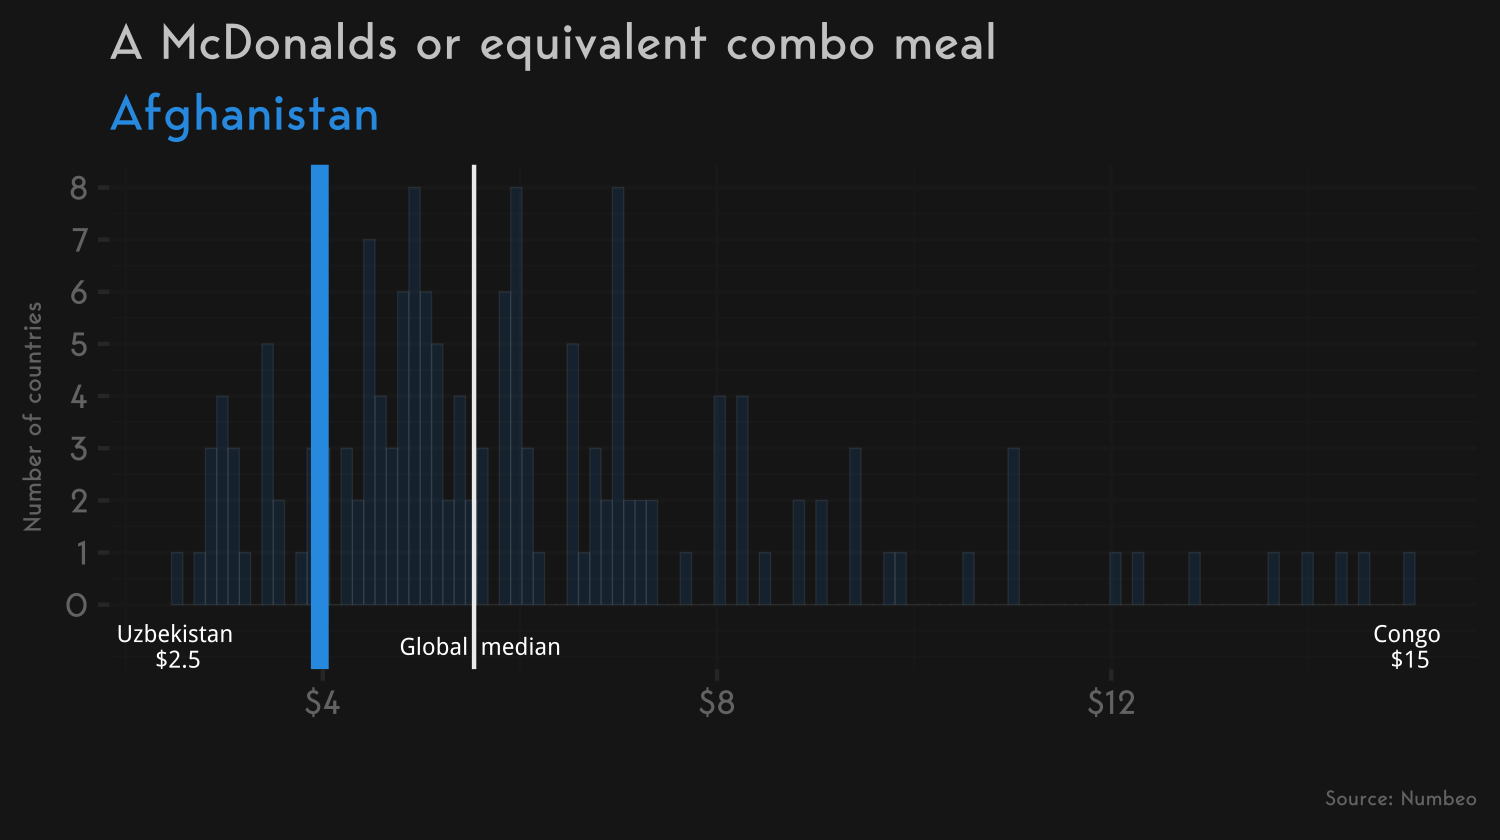 A McDonalds or equivalent combo meal
Afghanistan
Number of countries
8
7
6
5
4
3
2
1
0
Uzbekistan
$2.5
Global median
Congo
$15
$4 $8 $12
Source: Numbeo